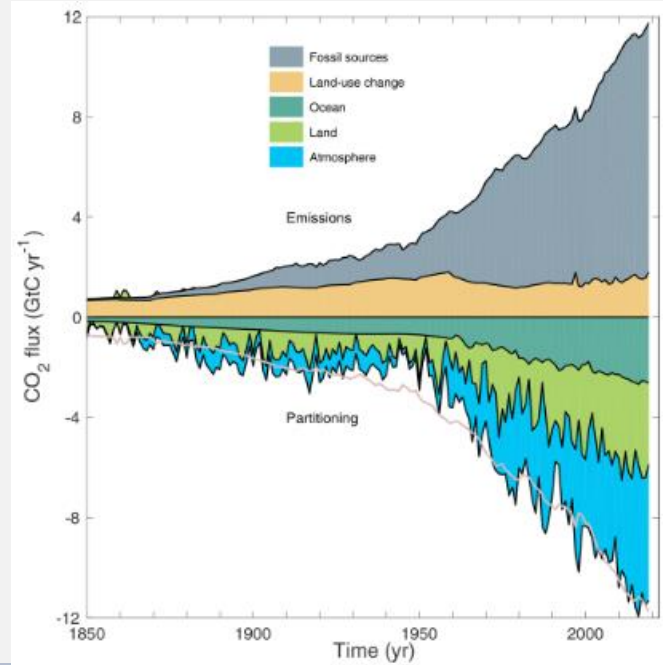 12
Fossil sources
Land-use change
8
Ocean
Land
Atmosphere
4
Emissions
0
CO₂ flux (GtC yr⁻¹)
-4
Partitioning
-8
-12
1850
1900
1950
2000
Time (yr)